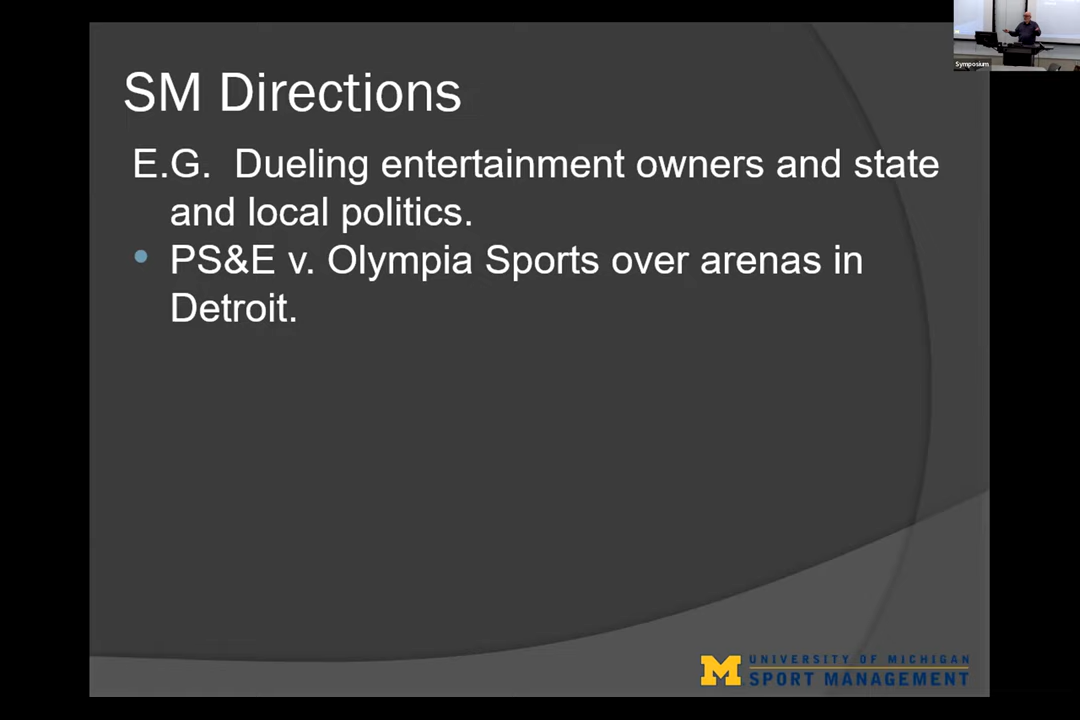 SM Directions
E.G. Dueling entertainment owners and state
and local politics.
PS&E v. Olympia Sports over arenas in
Detroit.
M UNIVERSITY OF MICHIGAN
SPORT MANAGEMENT
Symposium